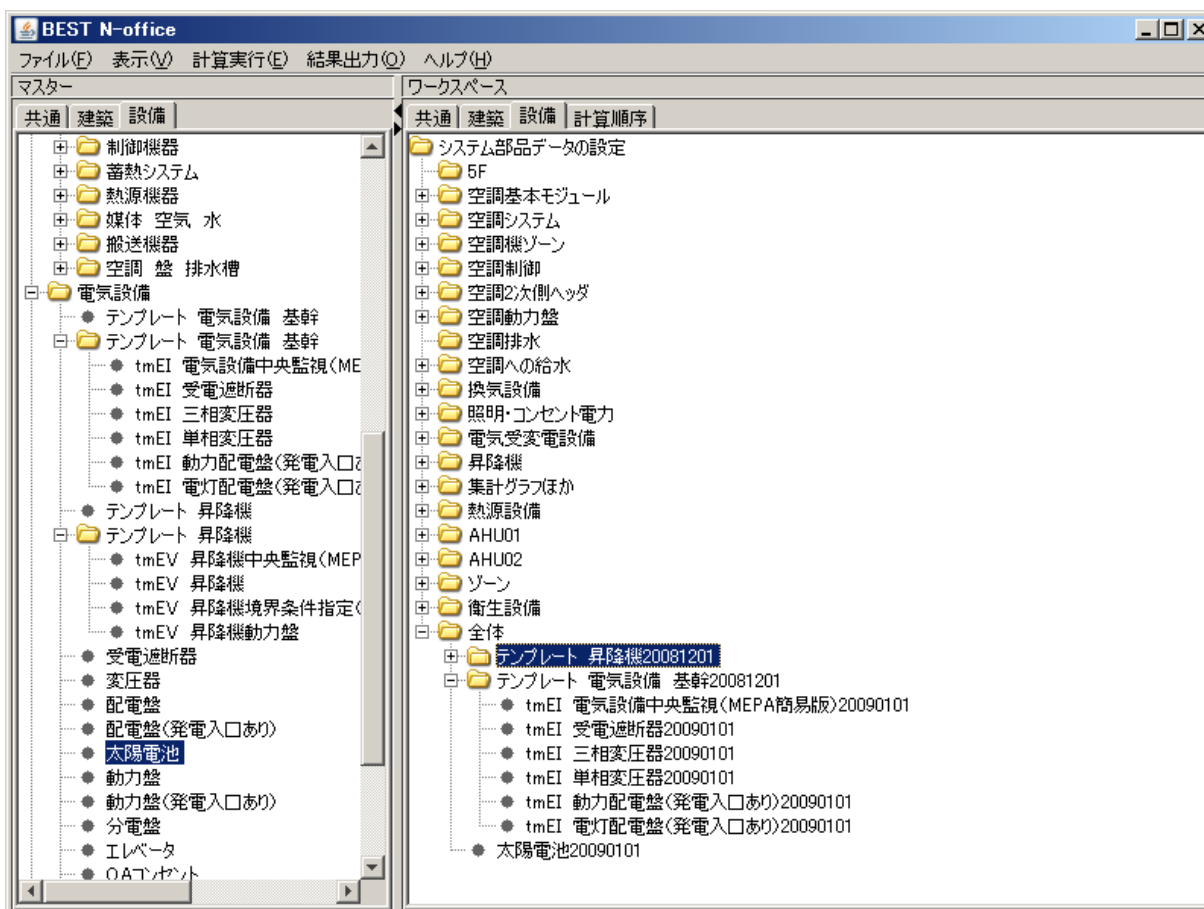 BEST N-office
ファイル(F) 表示(V) 計算実行(E) 結果出力(O) ヘルプ(H)
マスター
共通 建築 設備
制御機器
蓄熱システム
熱源機器
媒体 空気 水
搬送機器
空調 盤 排水槽
電気設備
テンプレート 電気設備 基幹
テンプレート 電気設備 基幹
tmEI 電気設備中央監視(ME
tmEI 受電遮断器
tmEI 三相変圧器
tmEI 単相変圧器
tmEI 動力配電盤(発電入口
tmEI 電灯配電盤(発電入口
テンプレート 昇降機
テンプレート 昇降機
tmEV 昇降機中央監視(MEP
tmEV 昇降機
tmEV 昇降機境界条件指定(
tmEV 昇降機動力盤
受電遮断器
変圧器
配電盤
配電盤(発電入口あり)
太陽電池
動力盤
動力盤(発電入口あり)
分電盤
エレベータ
OAコンセント
ワークスペース
共通 建築 設備 計算順序
システム部品データの設定
5F
空調基本モジュール
空調システム
空調機ゾーン
空調制御
空調2次側ヘッダ
空調動力盤
空調排水
空調への給水
換気設備
照明・コンセント電力
電気受変電設備
昇降機
集計グラフほか
熱源設備
AHU01
AHU02
ゾーン
衛生設備
全体
テンプレート 昇降機20081201
テンプレート 電気設備 基幹20081201
tmEI 電気設備中央監視(MEPA簡易版)20090101
tmEI 受電遮断器20090101
tmEI 三相変圧器20090101
tmEI 単相変圧器20090101
tmEI 動力配電盤(発電入口あり)20090101
tmEI 電灯配電盤(発電入口あり)20090101
太陽電池20090101